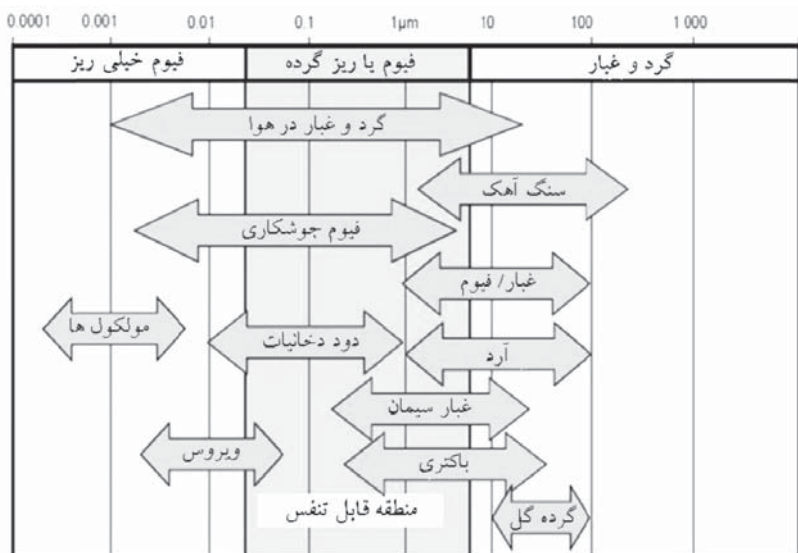 0.0001 0.001 0.01 0.1 1µm 10 100 1 000
گرد و غبار فیوم یا ریز گرده فیوم خیلی ریز
گرد و غبار در هوا
سنگ آهک
فیوم جوشکاری
غبار/ فیوم
مولکول ها
دود دخانیات
آرد
غبار سیمان
ویروس
باکتری
منطقه قابل تنفس
گرده گل